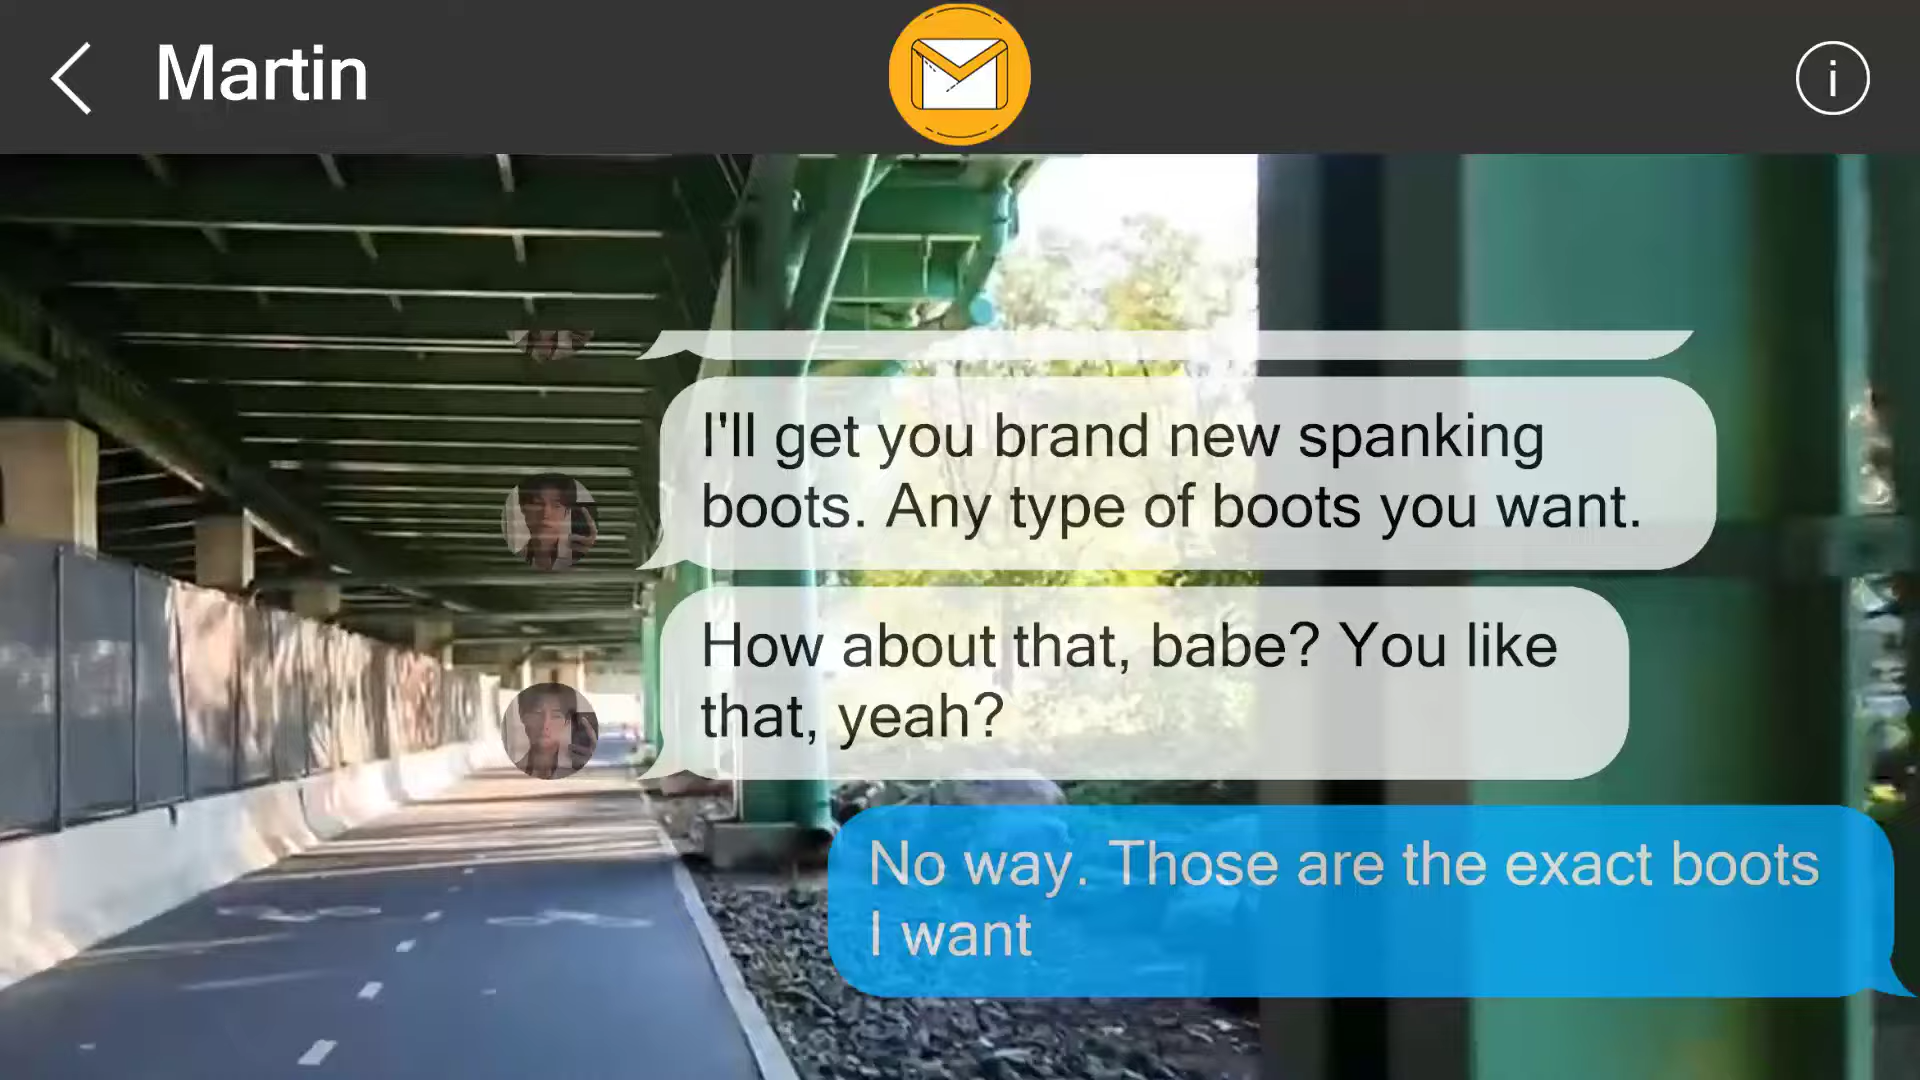 Martin
i
I'll get you brand new spanking
boots. Any type of boots you want.
How about that, babe? You like
that, yeah?
No way. Those are the exact boots
I want